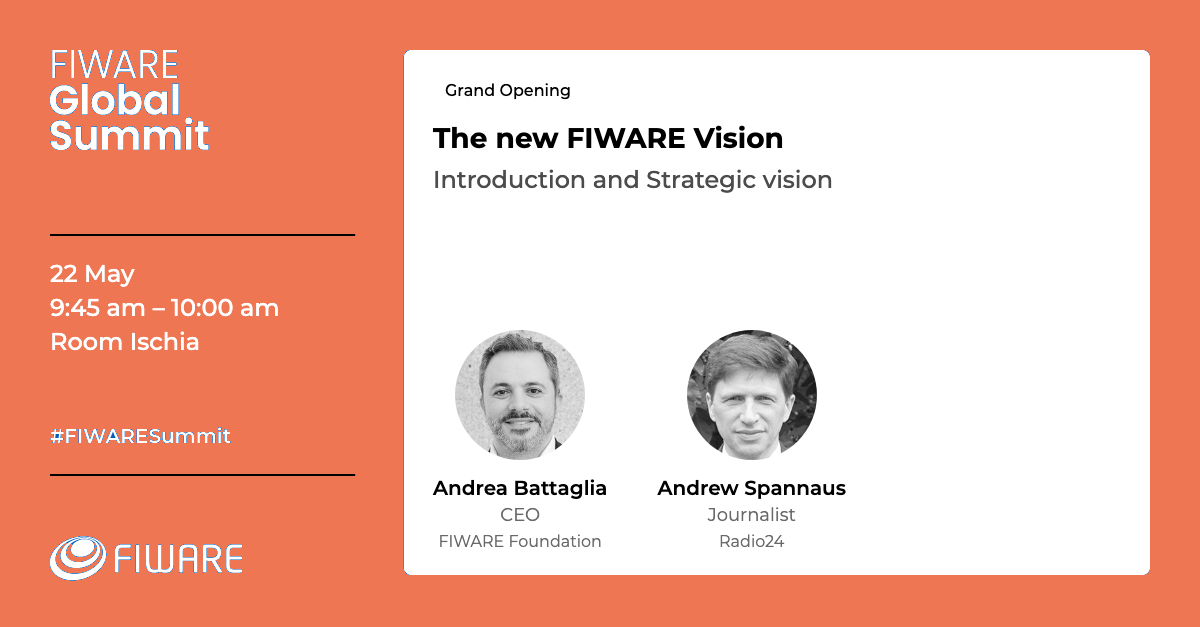 FIWARE
Global
Summit
22 May
9:45 am – 10:00 am
Room Ischia
#FIWARESummit
FIWARE
Grand Opening
The new FIWARE Vision
Introduction and Strategic vision
Andrea Battaglia
CEO
FIWARE Foundation
Andrew Spannaus
Journalist
Radio24